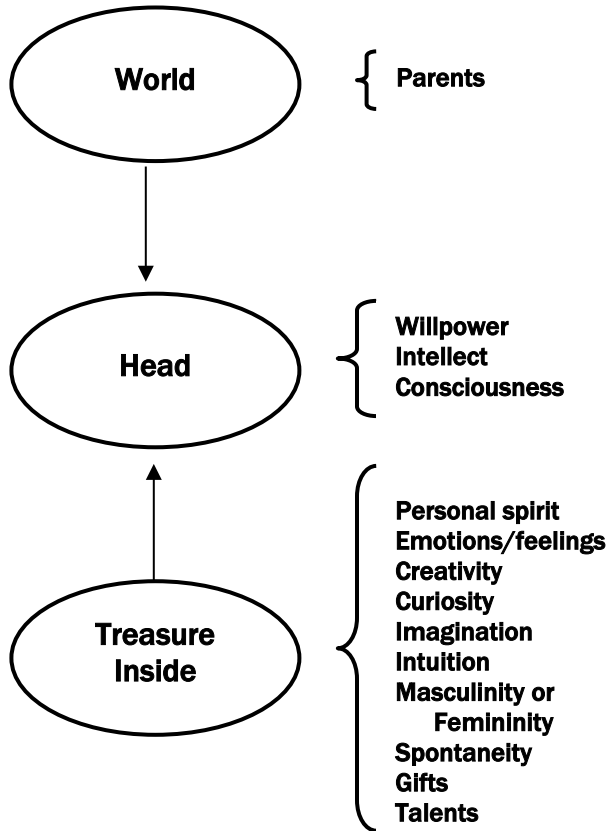 World
Parents
Head
Willpower
Intellect
Consciousness
Treasure
Inside
Personal spirit
Emotions/feelings
Creativity
Curiosity
Imagination
Intuition
Masculinity or
Femininity
Spontaneity
Gifts
Talents